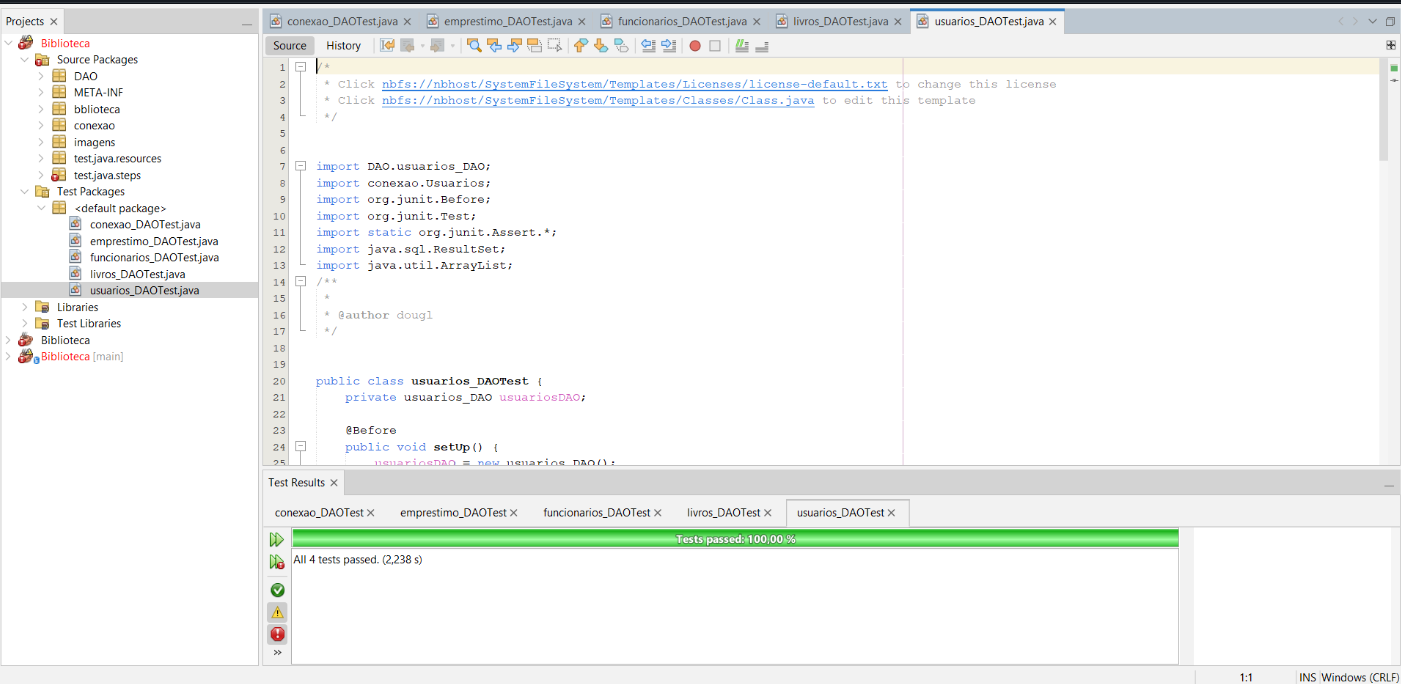 Projects
Biblioteca
Source Packages
DAO
META-INF
bblioteca
conexao
imagens
test.java.resources
test.java.steps
Test Packages
<default package>
conexao_DAOTest.java
emprestimo_DAOTest.java
funcionarios_DAOTest.java
livros_DAOTest.java
usuarios_DAOTest.java
Libraries
Test Libraries
Biblioteca
Biblioteca [main]
conexao_DAOTest.java emprestimo_DAOTest.java funcionarios_DAOTest.java livros_DAOTest.java usuarios_DAOTest.java
Source History
1 /*
2 * Click nbfs://nbhost/SystemFileSystem/Templates/Licenses/license-default.txt to change this license
3 * Click nbfs://nbhost/SystemFileSystem/Templates/Classes/Class.java to edit this template
4 */
5
6
7 import DAO.usuarios_DAO;
8 import conexao.Usuarios;
9 import org.junit.Before;
10 import org.junit.Test;
11 import static org.junit.Assert.*;
12 import java.sql.ResultSet;
13 import java.util.ArrayList;
14 /**
15 *
16 * @author dougl
17 */
18
19
20 public class usuarios_DAOTest {
21 private usuarios_DAO usuariosDAO;
22
23 @Before
24 public void setUp() {
25 usuariosDAO = new usuarios_DAO();
Test Results
conexao_DAOTest emprestimo_DAOTest funcionarios_DAOTest livros_DAOTest usuarios_DAOTest
Tests passed: 100,00 %
All 4 tests passed. (2,238 s)
1:1 INS Windows (CRLF)